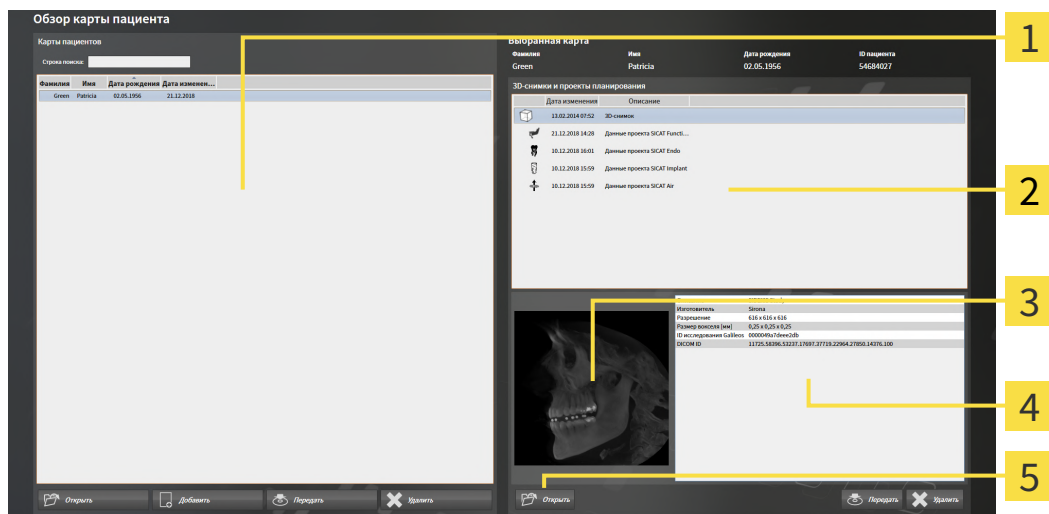 Обзор карты пациента
Карты пациентов
Строка поиска:
Фамилия Имя Дата рождения Дата изменен...
Green Patricia 02.05.1956 21.12.2018
Открыть Добавить Передать Удалить
Выбранная карта
Фамилия Имя Дата рождения ID пациента
Green Patricia 02.05.1956 54684027
3D-снимки и проекты планирования
Дата изменения Описание
13.02.2014 07:52 3D-снимок
21.12.2018 14:28 Данные проекта SICAT Functi...
10.12.2018 16:01 Данные проекта SICAT Endo
10.12.2018 15:59 Данные проекта SICAT Implant
10.12.2018 15:59 Данные проекта SICAT Air
Изготовитель Sirona
Разрешение 616 x 616 x 616
Размер вокселя [мм] 0,25 x 0,25 x 0,25
ID исследования Galileos 0000049a7deee2db
DICOM ID 11725.58396.53237.17697.37719.22964.27850.14376.100
Открыть Передать Удалить
1
2
3
4
5